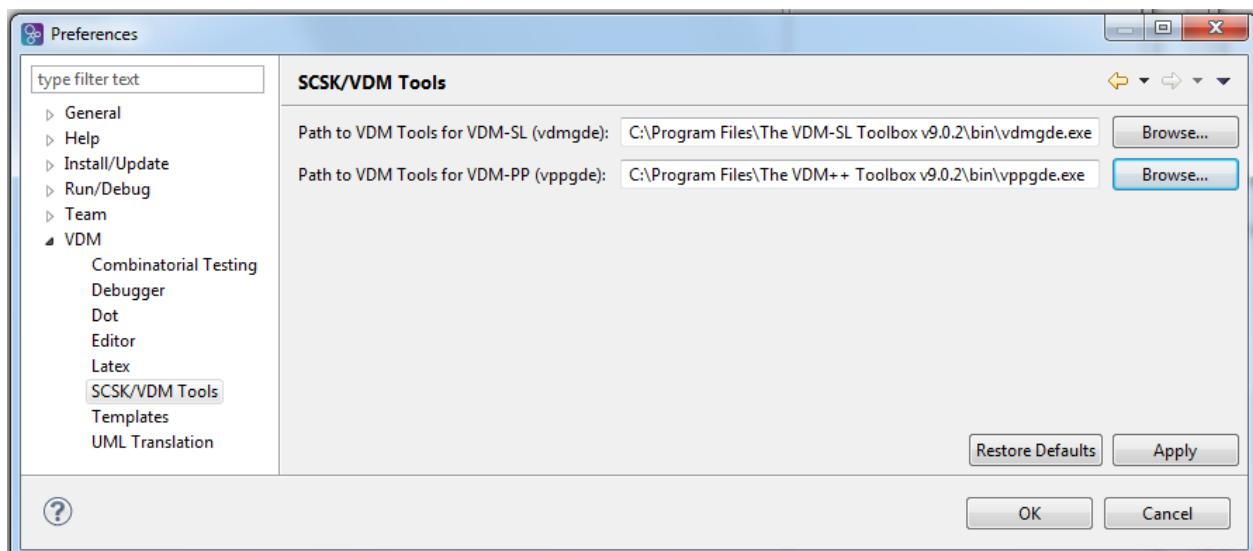 Preferences
type filter text
General
Help
Install/Update
Run/Debug
Team
VDM
Combinatorial Testing
Debugger
Dot
Editor
Latex
SCSK/VDM Tools
Templates
UML Translation
SCSK/VDM Tools
Path to VDM Tools for VDM-SL (vdmgde): C:\Program Files\The VDM-SL Toolbox v9.0.2\bin\vdmgde.exe Browse...
Path to VDM Tools for VDM-PP (vppgde): C:\Program Files\The VDM++ Toolbox v9.0.2\bin\vppgde.exe Browse...
Restore Defaults Apply
? OK Cancel